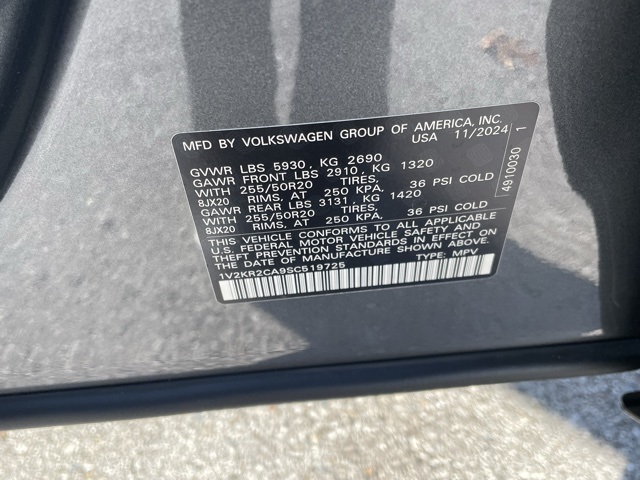 MFD BY VOLKSWAGEN GROUP OF AMERICA, INC.
USA 11/2024
GVWR LBS 5930, KG 2690
GAWR FRONT LBS 2910, KG 1320
WITH 255/50R20 TIRES,
8JX20 RIMS, AT 250 KPA, 36 PSI COLD
GAWR REAR LBS 3131, KG 1420
WITH 255/50R20 TIRES,
8JX20 RIMS, AT 250 KPA, 36 PSI COLD
THIS VEHICLE CONFORMS TO ALL APPLICABLE
U.S. FEDERAL MOTOR VEHICLE SAFETY AND
THEFT PREVENTION STANDARDS IN EFFECT ON
THE DATE OF MANUFACTURE SHOWN ABOVE.
1V2KR2CA9SC519725 TYPE: MPV
4910030 1